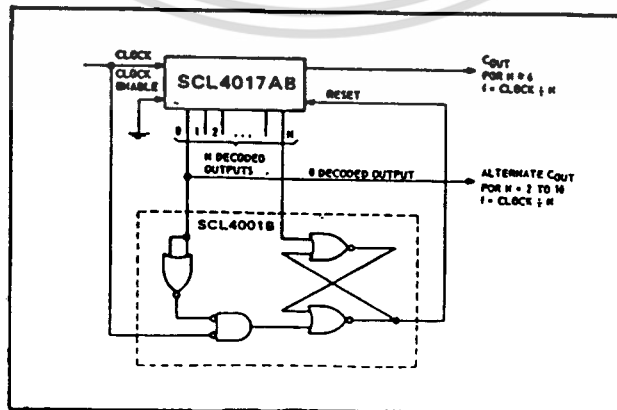 CLOCK
CLOCK
ENABLE
SCL4017AB
COUT
FOR N ≠ 6
f = CLOCK ÷ N
RESET
0 1 2 ... N
N DECODED
OUTPUTS
0 DECODED OUTPUT
ALTERNATE COUT
FOR N = 2 TO 10
f = CLOCK ÷ N
SCL4001B